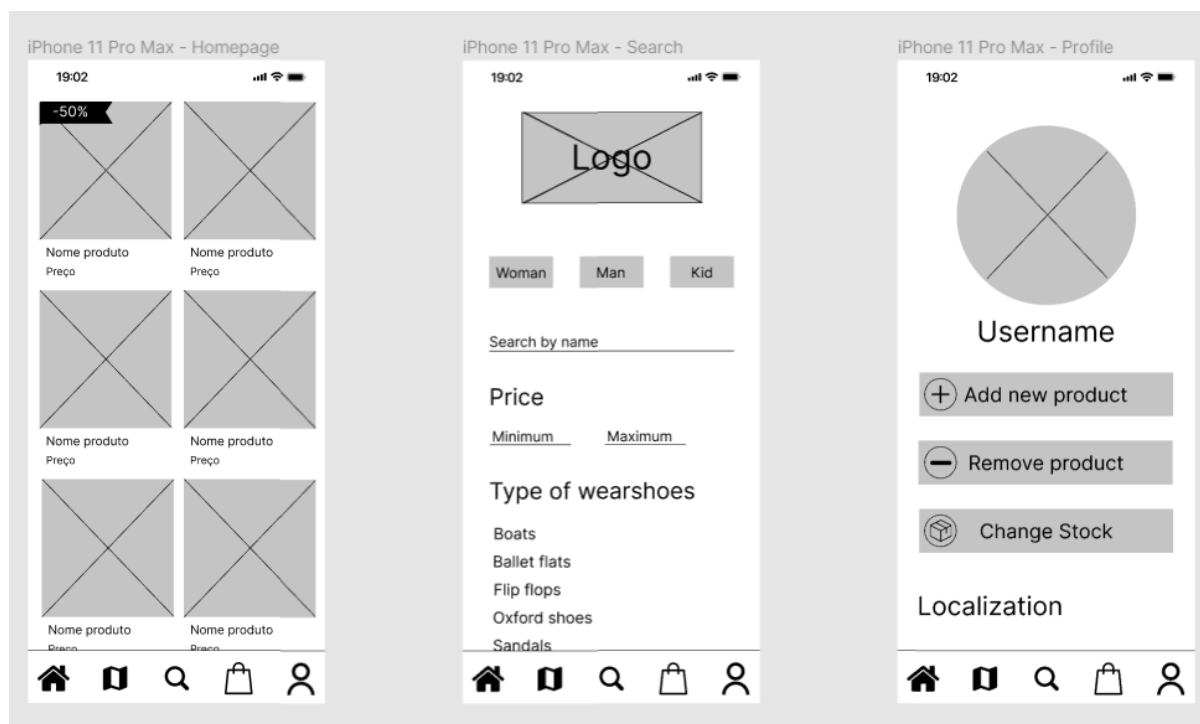 iPhone 11 Pro Max - Homepage
19:02
-50%
Nome produto Nome produto
Preço Preço
Nome produto Nome produto
Preço Preço
Nome produto Nome produto
Preço Preço
iPhone 11 Pro Max - Search
19:02
Logo
Woman Man Kid
Search by name
Price
Minimum Maximum
Type of wearshoes
Boats
Ballet flats
Flip flops
Oxford shoes
Sandals
iPhone 11 Pro Max - Profile
19:02
Username
Add new product
Remove product
Change Stock
Localization